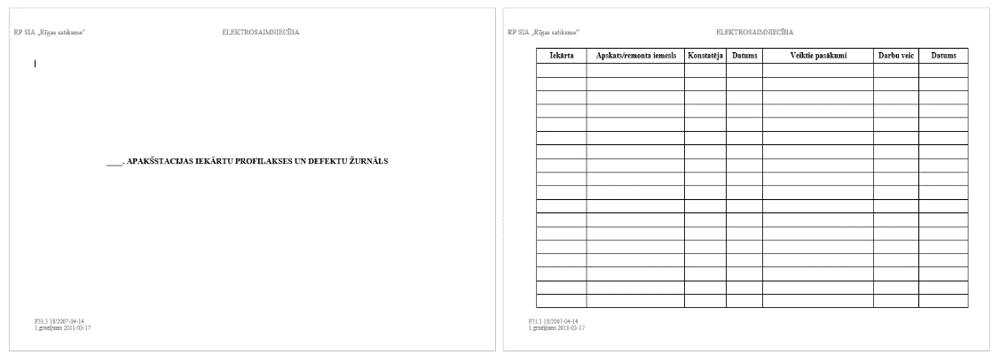 RP SIA „Rīgas satiksme”
ELEKTROSAIMNIECĪBA
____. APAKŠSTACIJAS IEKĀRTU PROFILAKSES UN DEFEKTU ŽURNĀLS
F31.3 18/2007-04-14
1.grozījums 2011-03-17
RP SIA „Rīgas satiksme”
ELEKTROSAIMNIECĪBA
Iekārta Apskats/remonta iemesls Konstatēja Datums Veiktie pasākumi Darbu veic Datums
F31.3 18/2007-04-14
1.grozījums 2011-03-17